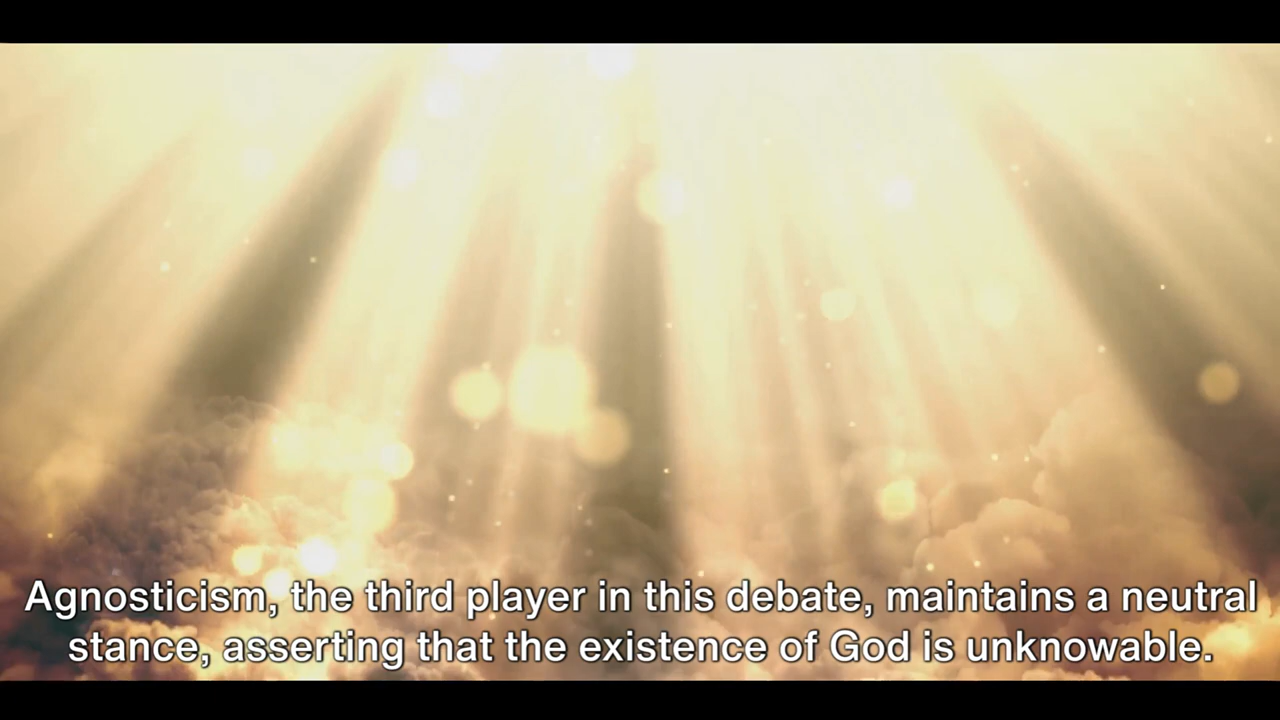 Agnosticism, the third player in this debate, maintains a neutral
stance, asserting that the existence of God is unknowable.